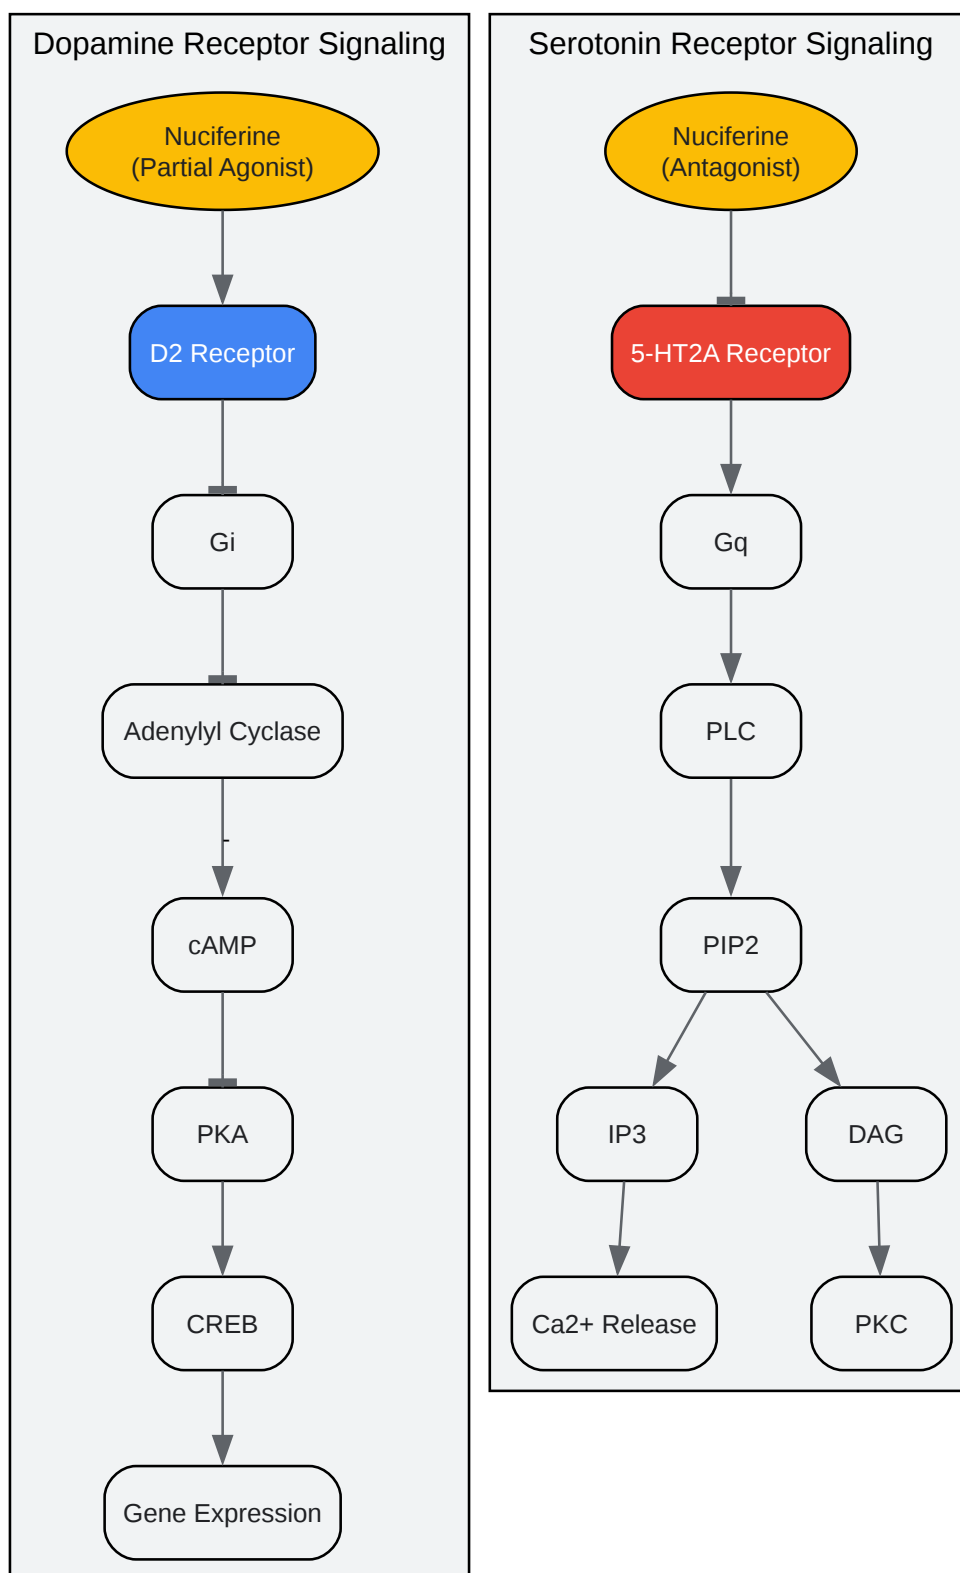 Dopamine Receptor Signaling
Nuciferine
(Partial Agonist)
D2 Receptor
Gi
Adenylyl Cyclase
-
cAMP
PKA
CREB
Gene Expression
Serotonin Receptor Signaling
Nuciferine
(Antagonist)
5-HT2A Receptor
Gq
PLC
PIP2
IP3
DAG
Ca2+ Release
PKC